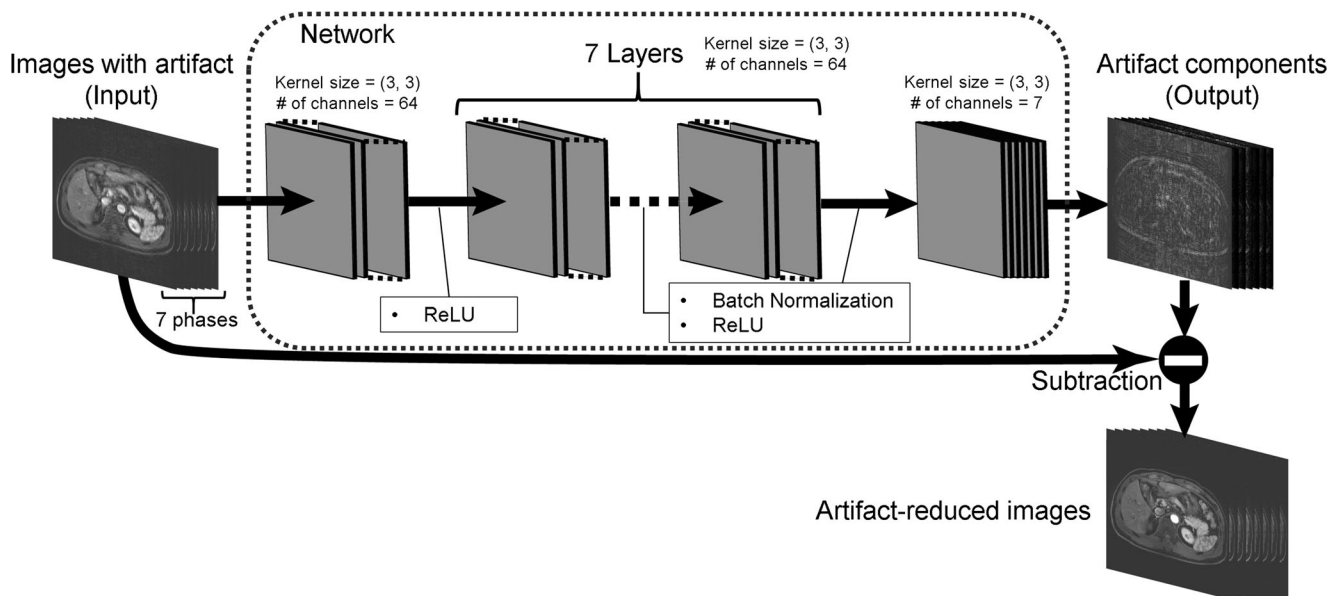 Network
Images with artifact
(Input)
Kernel size = (3, 3)
# of channels = 64
7 Layers
Kernel size = (3, 3)
# of channels = 64
Kernel size = (3, 3)
# of channels = 7
Artifact components
(Output)
7 phases
• ReLU
• Batch Normalization
• ReLU
Subtraction
Artifact-reduced images